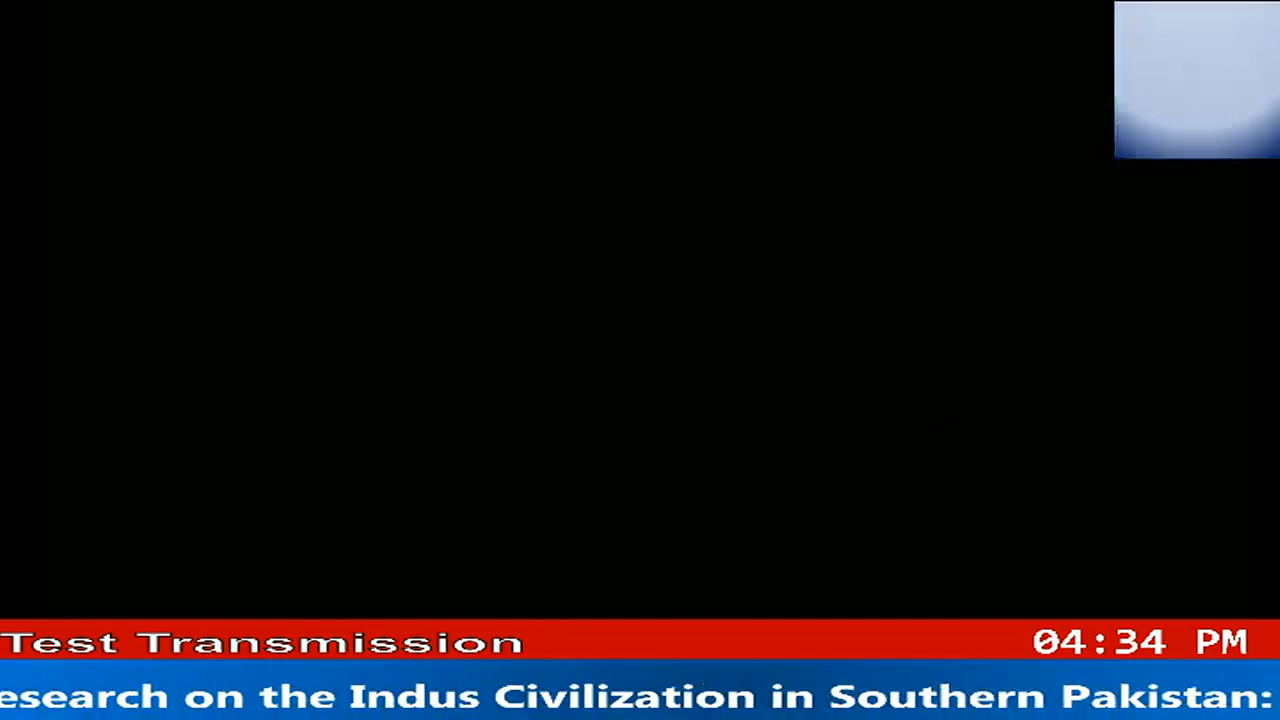 Test Transmission
04:34 PM
esearch on the Indus Civilization in Southern Pakistan: